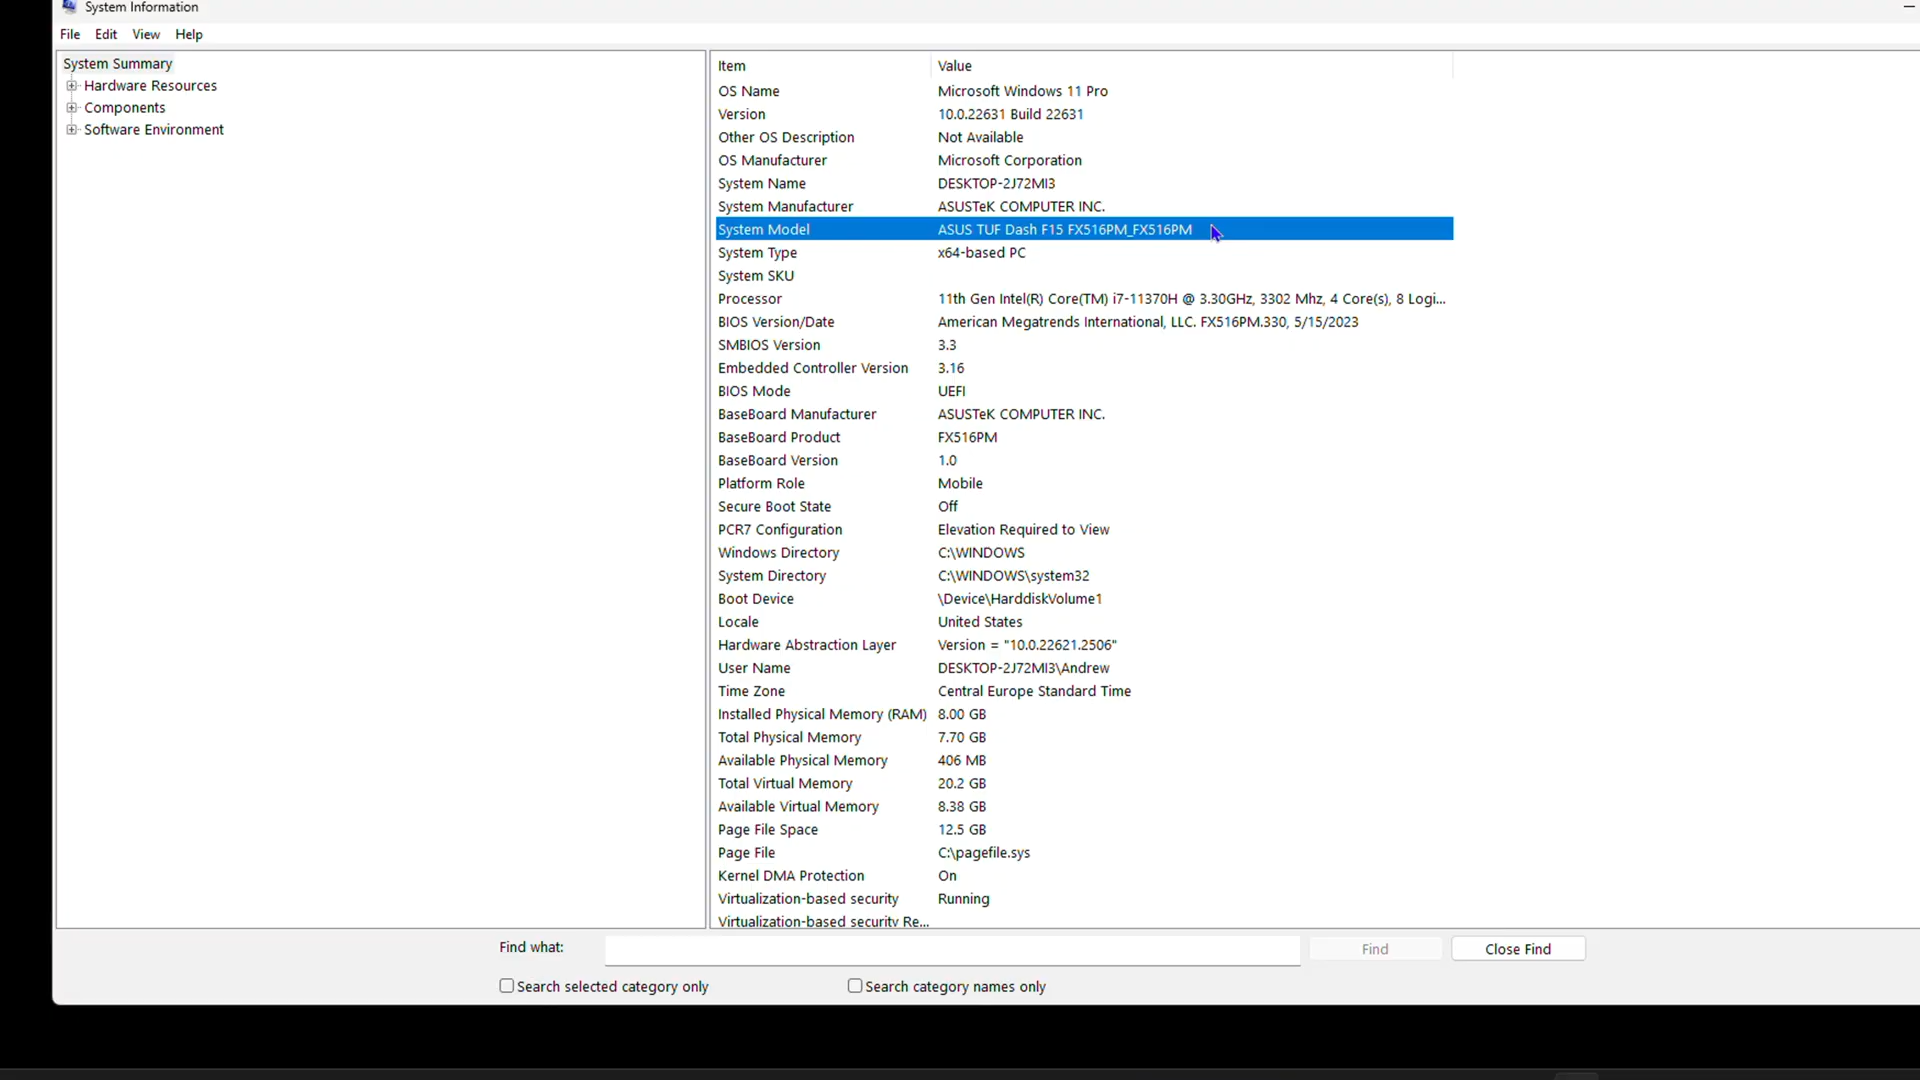 System Information
File Edit View Help
System Summary
Hardware Resources
Components
Software Environment
Item Value
OS Name Microsoft Windows 11 Pro
Version 10.0.22631 Build 22631
Other OS Description Not Available
OS Manufacturer Microsoft Corporation
System Name DESKTOP-2J72MI3
System Manufacturer ASUSTeK COMPUTER INC.
System Model ASUS TUF Dash F15 FX516PM_FX516PM
System Type x64-based PC
System SKU
Processor 11th Gen Intel(R) Core(TM) i7-11370H @ 3.30GHz, 3302 Mhz, 4 Core(s), 8 Logi...
BIOS Version/Date American Megatrends International, LLC. FX516PM.330, 5/15/2023
SMBIOS Version 3.3
Embedded Controller Version 3.16
BIOS Mode UEFI
BaseBoard Manufacturer ASUSTeK COMPUTER INC.
BaseBoard Product FX516PM
BaseBoard Version 1.0
Platform Role Mobile
Secure Boot State Off
PCR7 Configuration Elevation Required to View
Windows Directory C:\WINDOWS
System Directory C:\WINDOWS\system32
Boot Device \Device\HarddiskVolume1
Locale United States
Hardware Abstraction Layer Version = "10.0.22621.2506"
User Name DESKTOP-2J72MI3\Andrew
Time Zone Central Europe Standard Time
Installed Physical Memory (RAM) 8.00 GB
Total Physical Memory 7.70 GB
Available Physical Memory 406 MB
Total Virtual Memory 20.2 GB
Available Virtual Memory 8.38 GB
Page File Space 12.5 GB
Page File C:\pagefile.sys
Kernel DMA Protection On
Virtualization-based security Running
Virtualization-based security Re...
Find what: Find Close Find
Search selected category only Search category names only